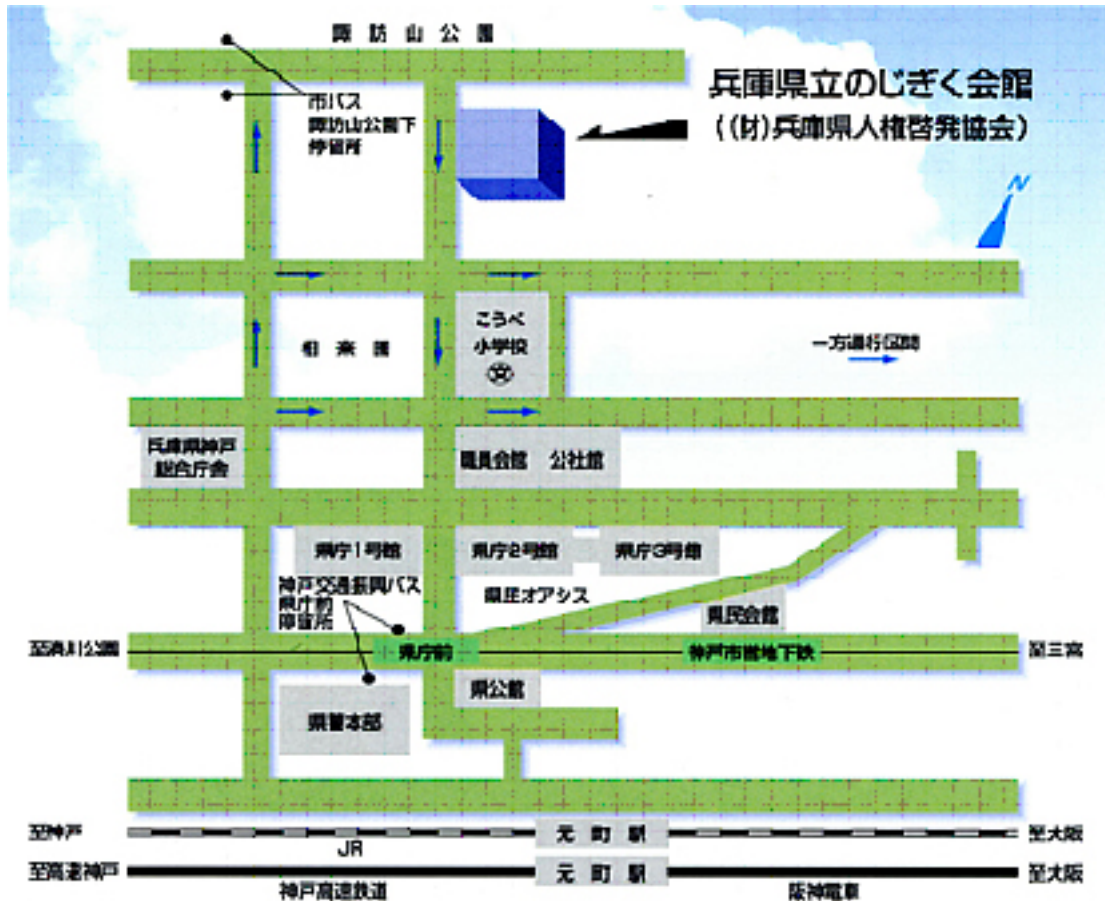 諏訪山公園
兵庫県立のじぎく会館
((財)兵庫県人権啓発協会)
市バス
諏訪山公園下
停留所
N
こうべ
小学校
文
相楽園
一方通行区間
兵庫県神戸
総合庁舎
職員会館 公社館
県庁1号館
県庁2号館
県庁3号館
神戸交通振興バス
県庁前
停留所
県民会館
至湊川公園
県庁前
神戸市営地下鉄
至三宮
県公館
県警本部
至神戸
元町駅
至大阪
JR
至高速神戸
元町駅
至大阪
神戸高速鉄道
阪神電車